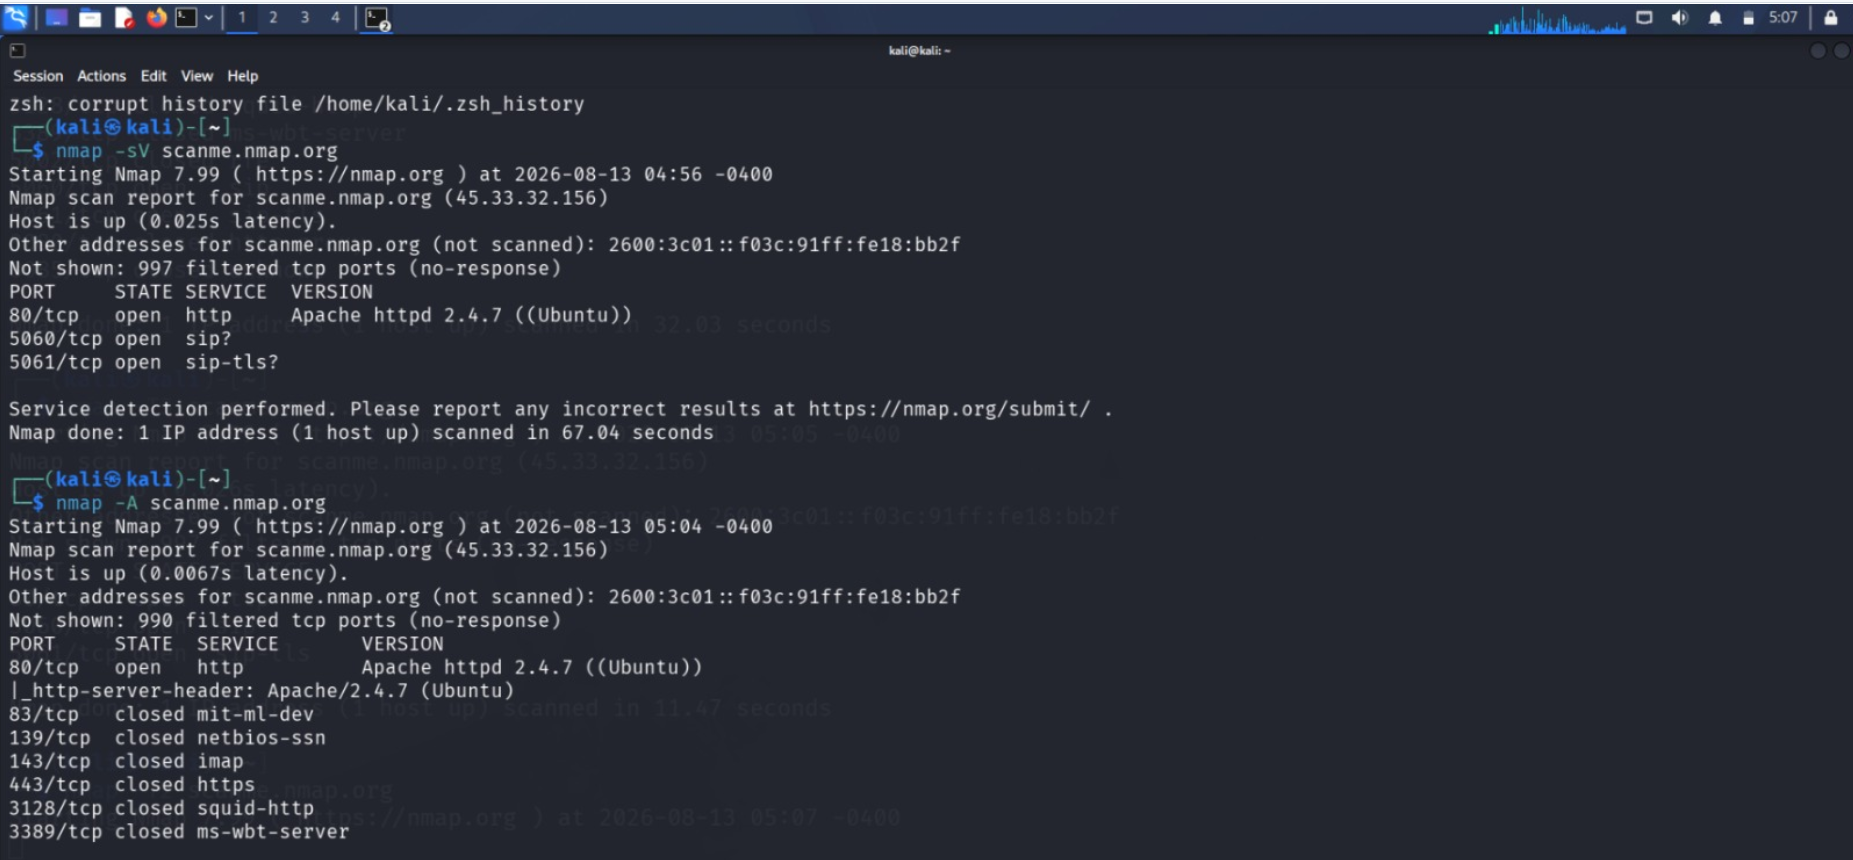 1 2 3 4 5:07
kali@kali: ~
Session Actions Edit View Help
zsh: corrupt history file /home/kali/.zsh_history
┌──(kali㉿kali)-[~]
└─$ nmap -sV scanme.nmap.org
Starting Nmap 7.99 ( https://nmap.org ) at 2026-08-13 04:56 -0400
Nmap scan report for scanme.nmap.org (45.33.32.156)
Host is up (0.025s latency).
Other addresses for scanme.nmap.org (not scanned): 2600:3c01::f03c:91ff:fe18:bb2f
Not shown: 997 filtered tcp ports (no-response)
PORT     STATE SERVICE  VERSION
80/tcp   open  http     Apache httpd 2.4.7 ((Ubuntu))
5060/tcp open  sip?
5061/tcp open  sip-tls?
Service detection performed. Please report any incorrect results at https://nmap.org/submit/ .
Nmap done: 1 IP address (1 host up) scanned in 67.04 seconds
┌──(kali㉿kali)-[~]
└─$ nmap -A scanme.nmap.org
Starting Nmap 7.99 ( https://nmap.org ) at 2026-08-13 05:04 -0400
Nmap scan report for scanme.nmap.org (45.33.32.156)
Host is up (0.0067s latency).
Other addresses for scanme.nmap.org (not scanned): 2600:3c01::f03c:91ff:fe18:bb2f
Not shown: 990 filtered tcp ports (no-response)
PORT     STATE  SERVICE       VERSION
80/tcp   open   http          Apache httpd 2.4.7 ((Ubuntu))
|_http-server-header: Apache/2.4.7 (Ubuntu)
83/tcp   closed mit-ml-dev
139/tcp  closed netbios-ssn
143/tcp  closed imap
443/tcp  closed https
3128/tcp closed squid-http
3389/tcp closed ms-wbt-server